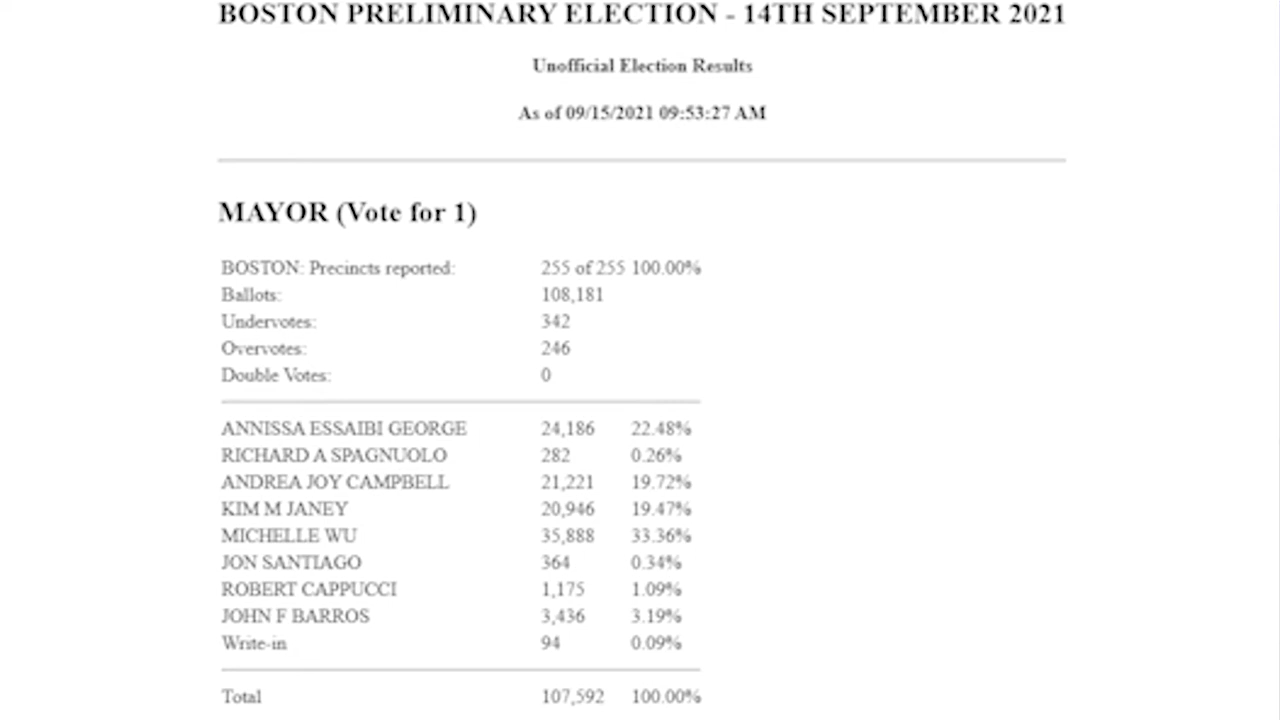 BOSTON PRELIMINARY ELECTION - 14TH SEPTEMBER 2021
Unofficial Election Results
As of 09/15/2021 09:53:27 AM
MAYOR (Vote for 1)
BOSTON: Precincts reported: 255 of 255 100.00%
Ballots: 108,181
Undervotes: 342
Overvotes: 246
Double Votes: 0
ANNISSA ESSAIBI GEORGE 24,186 22.48%
RICHARD A SPAGNUOLO 282 0.26%
ANDREA JOY CAMPBELL 21,221 19.72%
KIM M JANEY 20,946 19.47%
MICHELLE WU 35,888 33.36%
JON SANTIAGO 364 0.34%
ROBERT CAPPUCCI 1,175 1.09%
JOHN F BARROS 3,436 3.19%
Write-in 94 0.09%
Total 107,592 100.00%